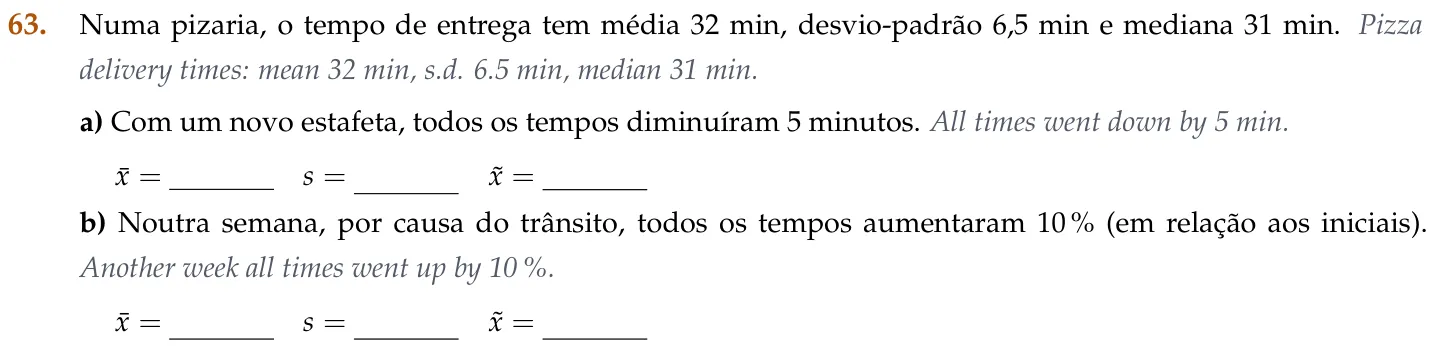 63. Numa pizaria, o tempo de entrega tem média 32 min, desvio-padrão 6,5 min e mediana 31 min. Pizza
delivery times: mean 32 min, s.d. 6.5 min, median 31 min.
a) Com um novo estafeta, todos os tempos diminuíram 5 minutos. All times went down by 5 min.
x̄ = ________ s = ________ x̃ = ________
b) Noutra semana, por causa do trânsito, todos os tempos aumentaram 10 % (em relação aos iniciais).
Another week all times went up by 10 %.
x̄ = ________ s = ________ x̃ = ________